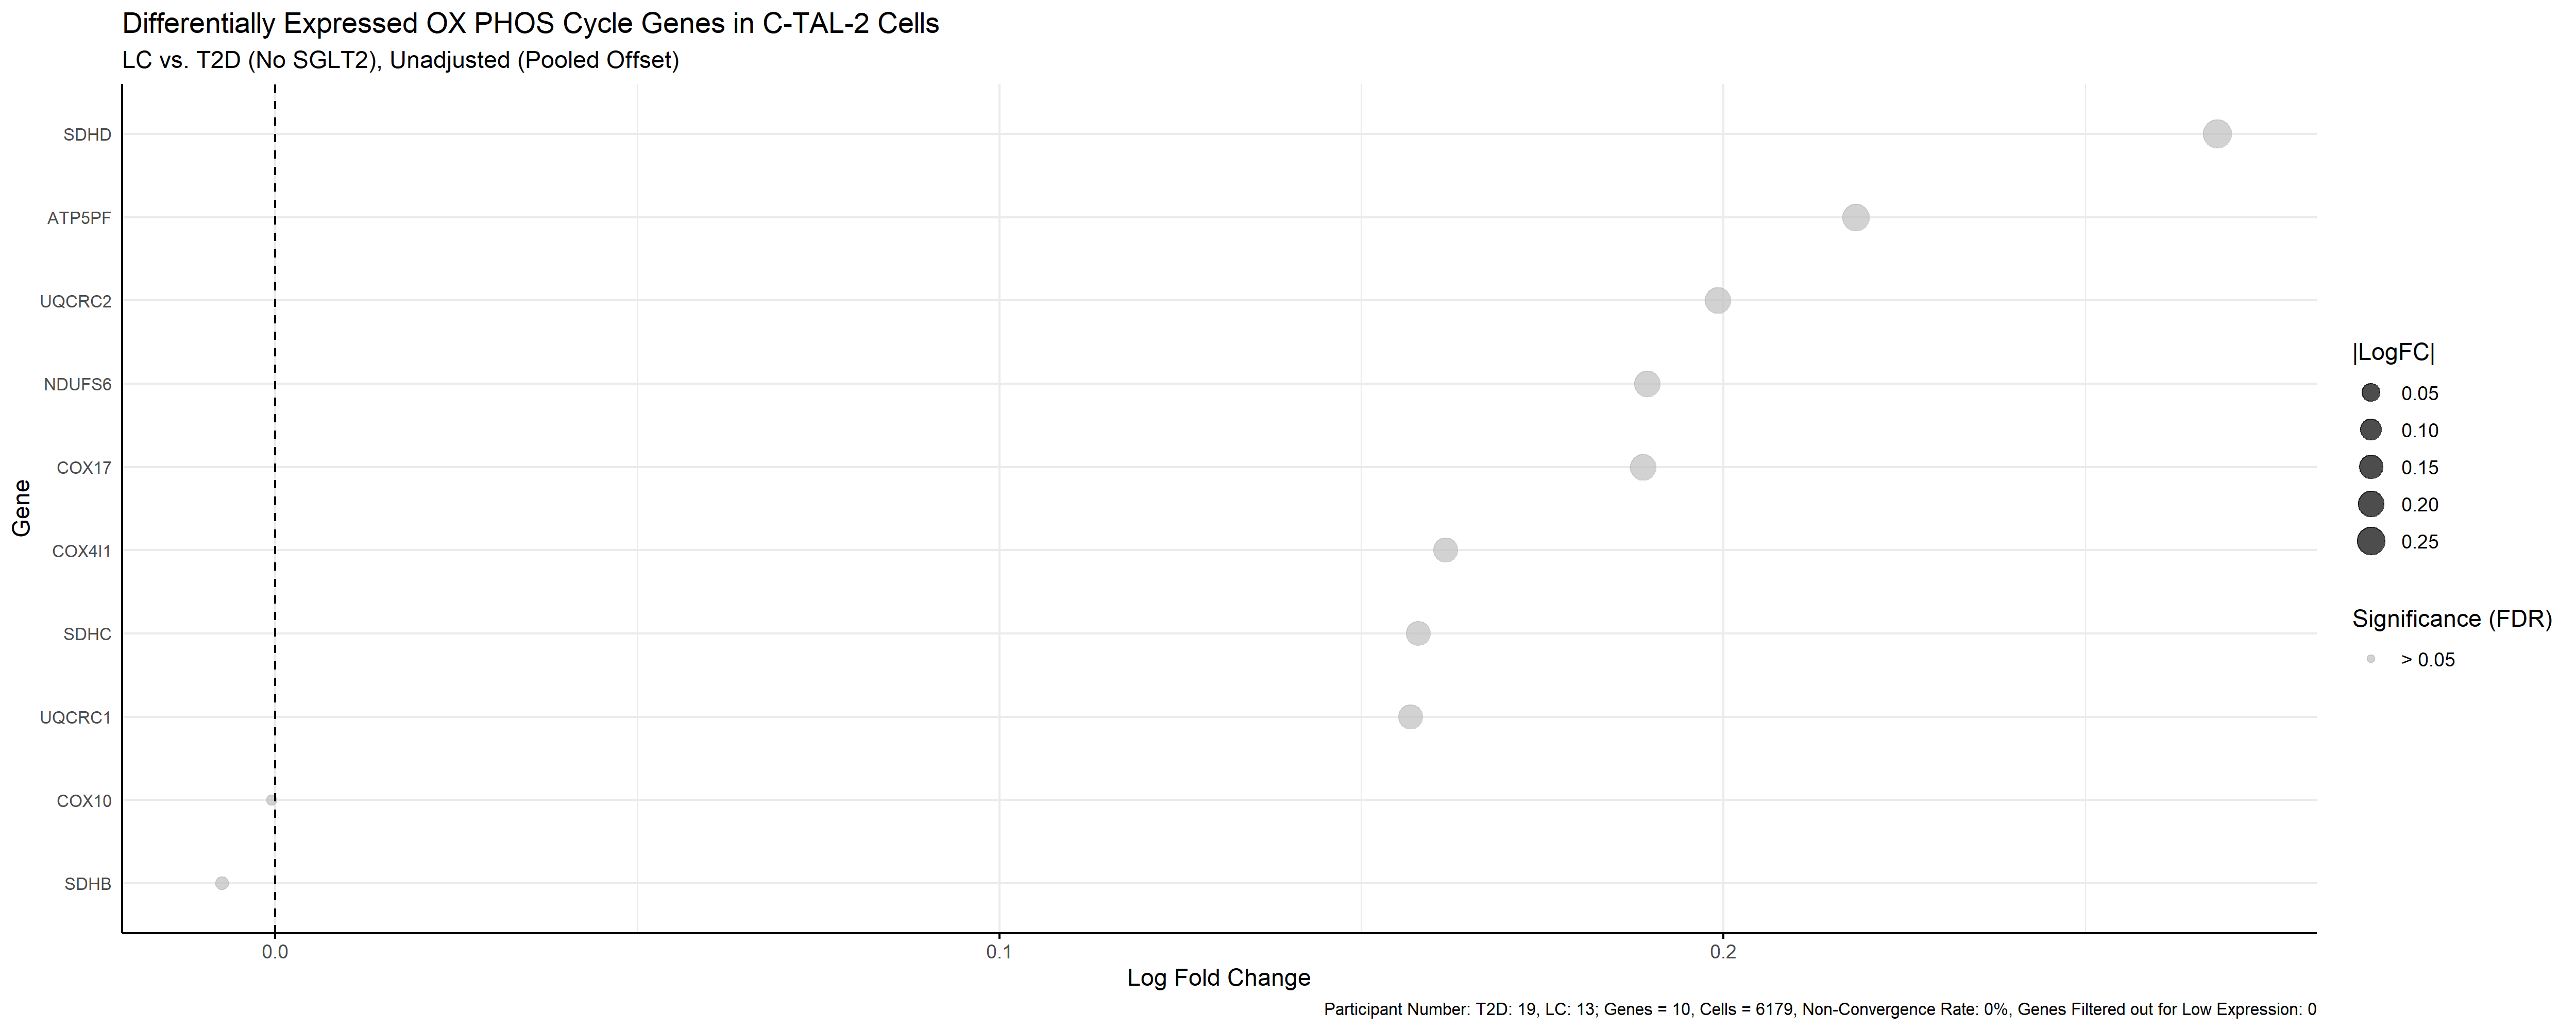 Differentially Expressed OX PHOS Cycle Genes in C-TAL-2 Cells
LC vs. T2D (No SGLT2), Unadjusted (Pooled Offset)
Gene
SDHD
ATP5PF
UQCRC2
NDUFS6
COX17
COX4I1
SDHC
UQCRC1
COX10
SDHB
0.0
0.1
0.2
Log Fold Change
|LogFC|
0.05
0.10
0.15
0.20
0.25
Significance (FDR)
> 0.05
Participant Number: T2D: 19, LC: 13; Genes = 10, Cells = 6179, Non-Convergence Rate: 0%, Genes Filtered out for Low Expression: 0